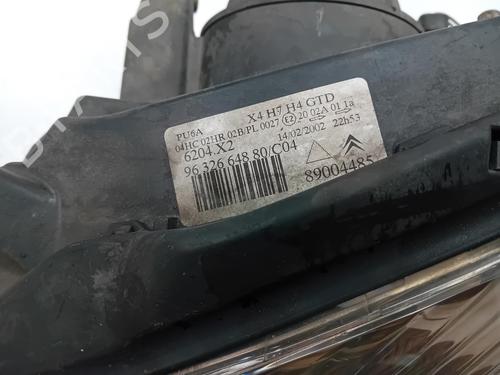 PU6A X4 H7 H4 GTD
04HC 02HR 02B/PL 0027 E2 20 02A 01 1a
6204.X2 14/02/2002 22h53
96 326 648 80/C04
89004485